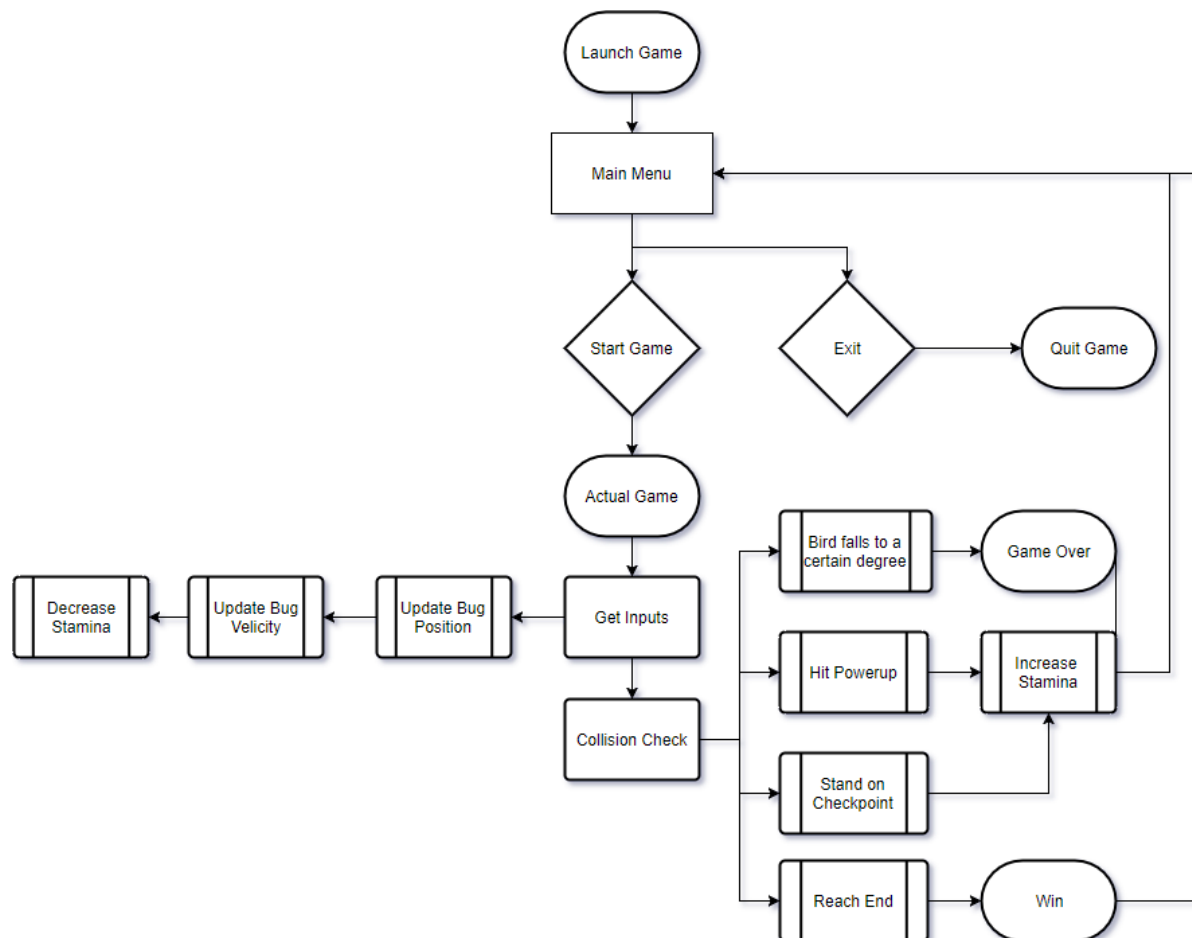 Launch Game
Main Menu
Start Game
Exit
Quit Game
Actual Game
Bird falls to a
certain degree
Game Over
Decrease
Stamina
Update Bug
Velicity
Update Bug
Position
Get Inputs
Hit Powerup
Increase
Stamina
Collision Check
Stand on
Checkpoint
Reach End
Win